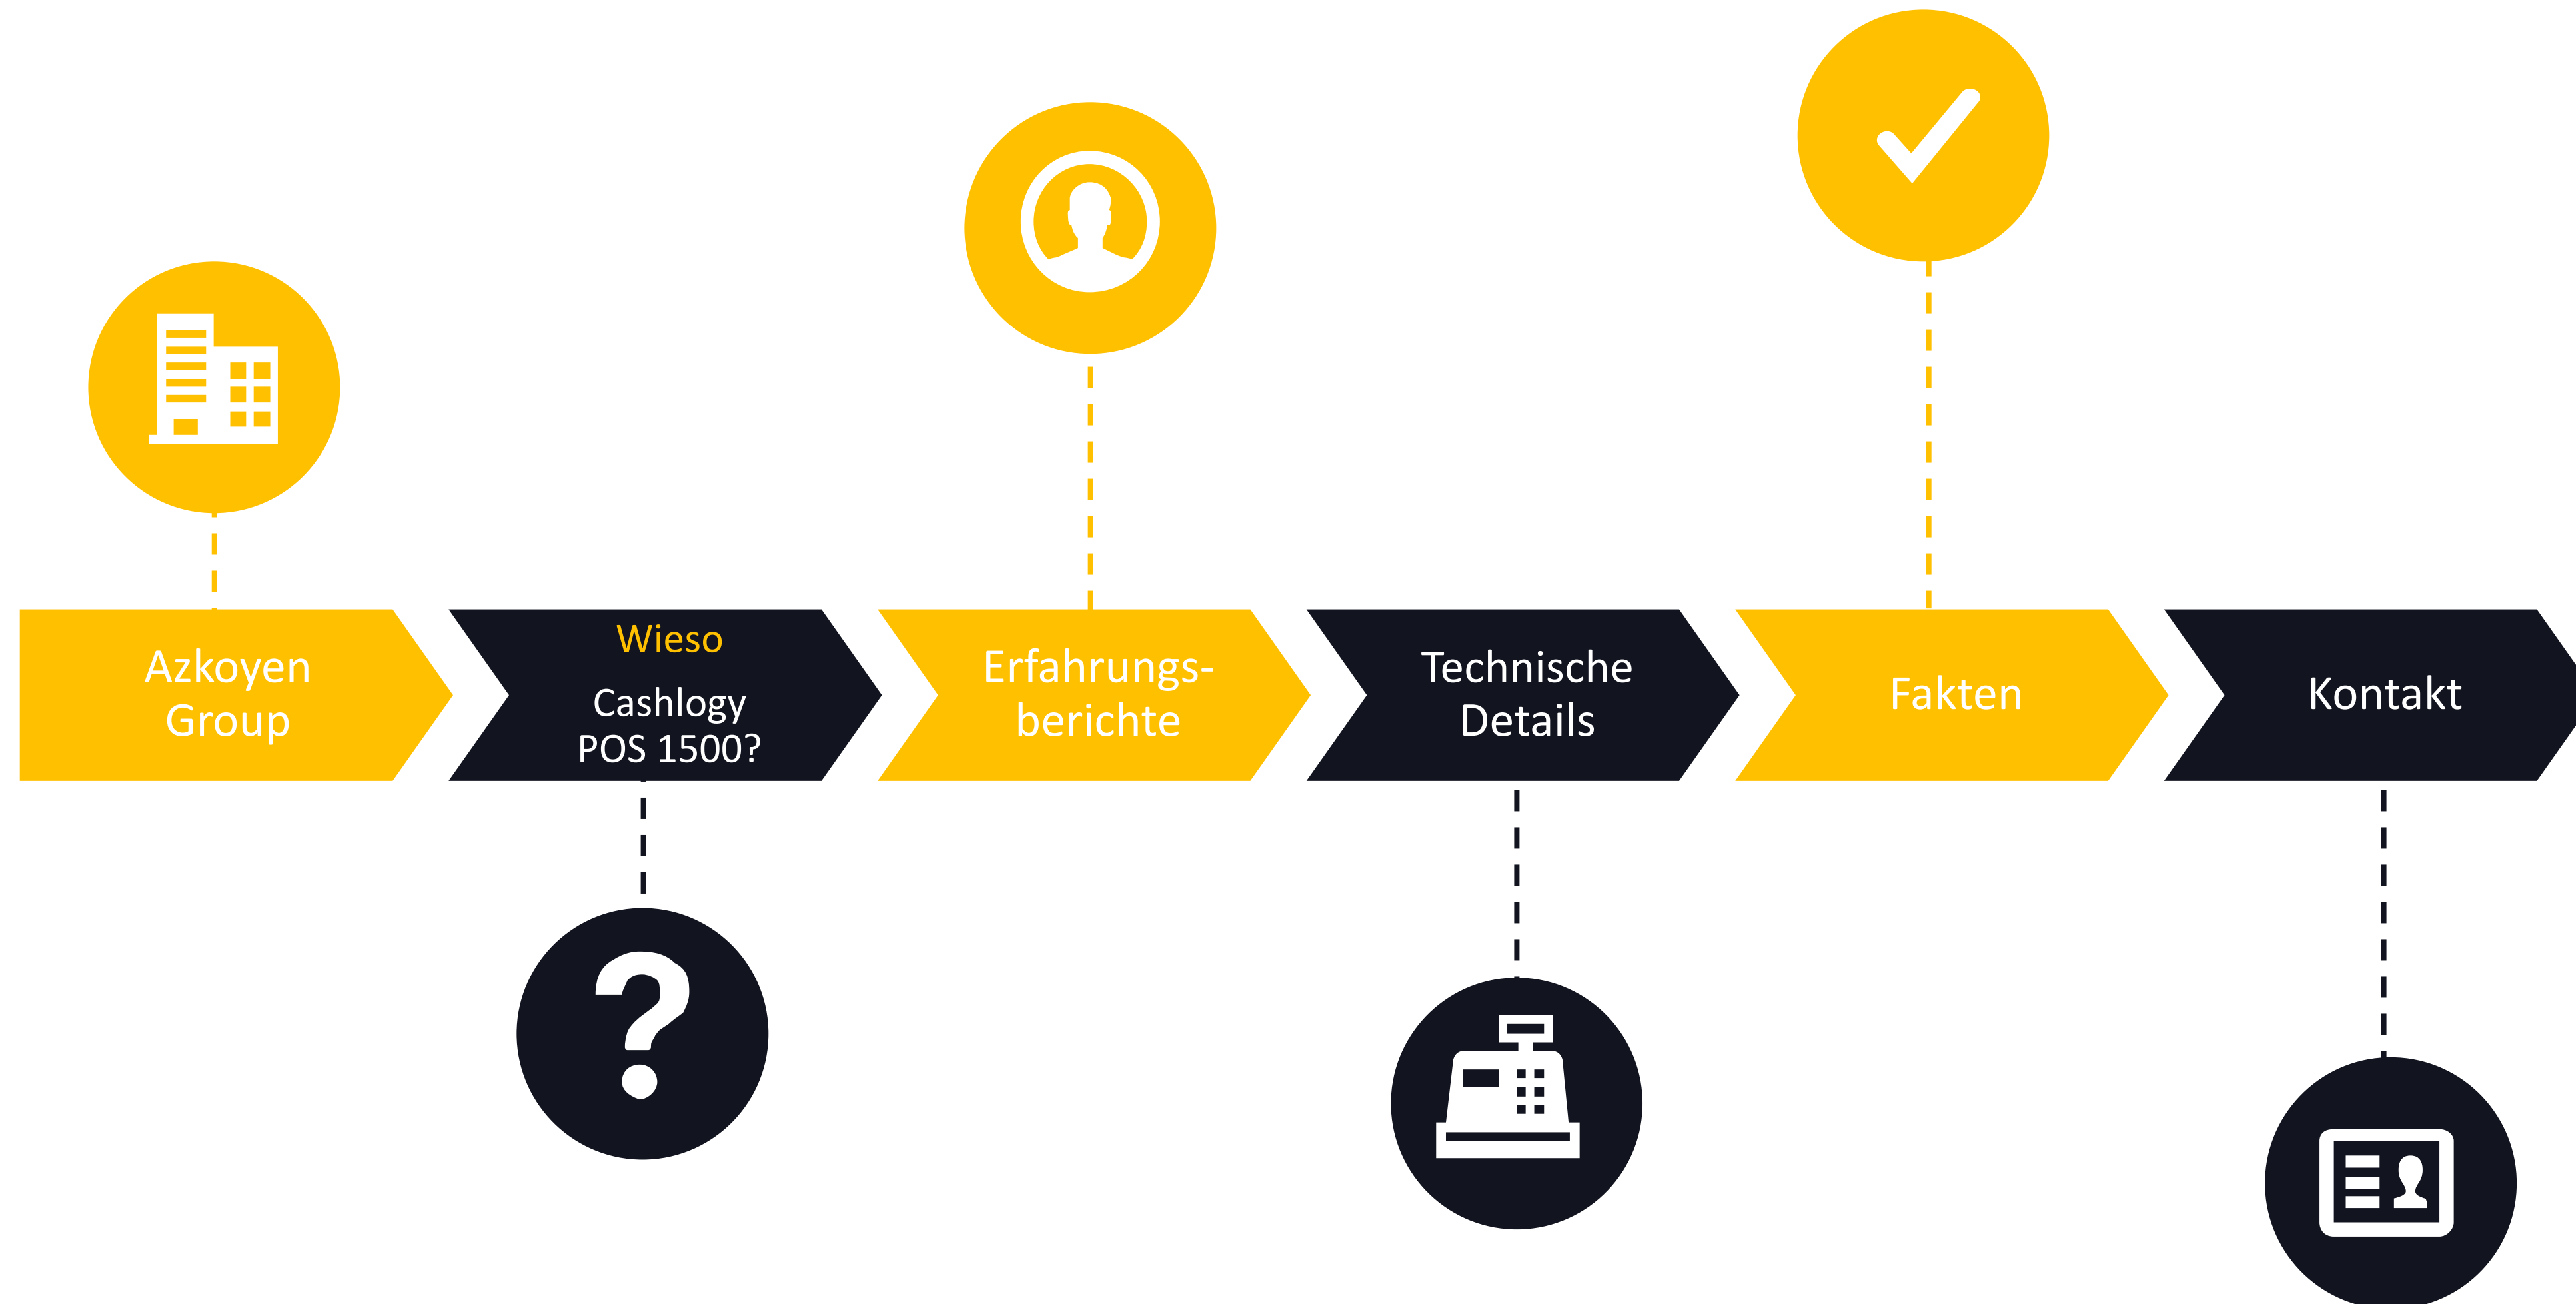 Azkoyen
Group
Wieso
Cashlogy
POS 1500?
Erfahrungs-
berichte
Technische
Details
Fakten
Kontakt